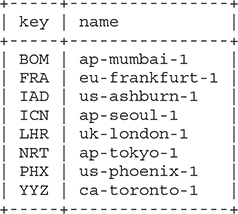 +-----+----------------+
| key | name           |
+-----+----------------+
| BOM | ap-mumbai-1    |
| FRA | eu-frankfurt-1 |
| IAD | us-ashburn-1   |
| ICN | ap-seoul-1     |
| LHR | uk-london-1    |
| NRT | ap-tokyo-1     |
| PHX | us-phoenix-1   |
| YYZ | ca-toronto-1   |
+-----+----------------+